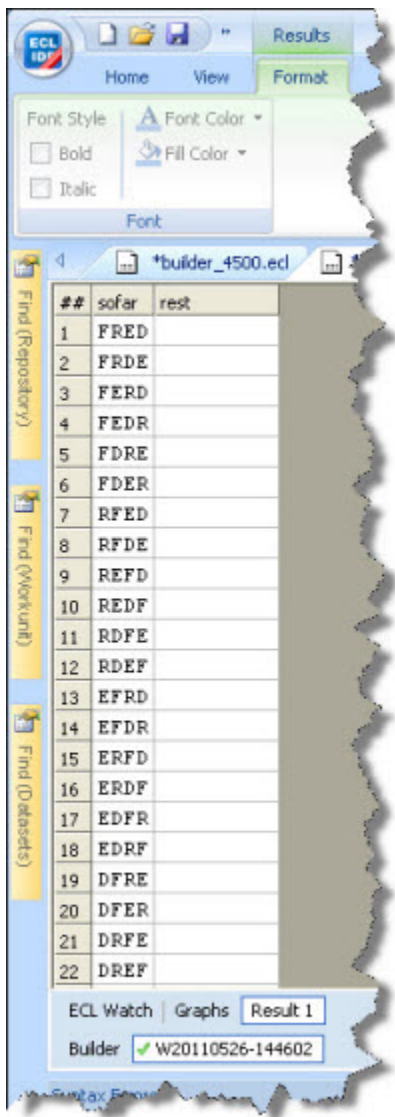 ECL IDE
Results
Home View Format
Font Style Font Color
Bold Fill Color
Italic
Font
*builder_4500.ecl
Find (Repository)
Find (Workunit)
Find (Datasets)
## sofar rest
1 FRED
2 FRDE
3 FERD
4 FEDR
5 FDRE
6 FDER
7 RFED
8 RFDE
9 REFD
10 REDF
11 RDFE
12 RDEF
13 EFRD
14 EFDR
15 ERFD
16 ERDF
17 EDFR
18 EDRF
19 DFRE
20 DFER
21 DRFE
22 DREF
ECL Watch Graphs Result 1
Builder W20110526-144602
Syntax